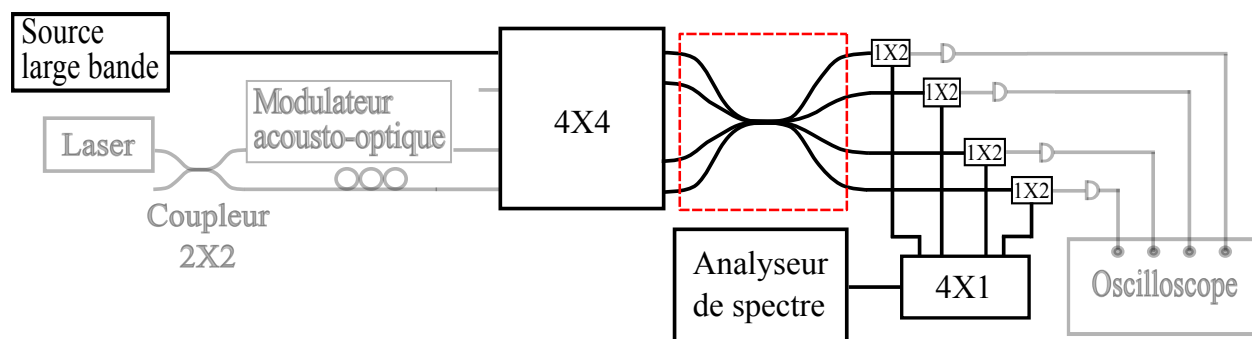 Source
large bande
Modulateur
acousto-optique
Laser
Coupleur
2X2
4X4
1X2
1X2
1X2
1X2
Analyseur
de spectre
4X1
Oscilloscope